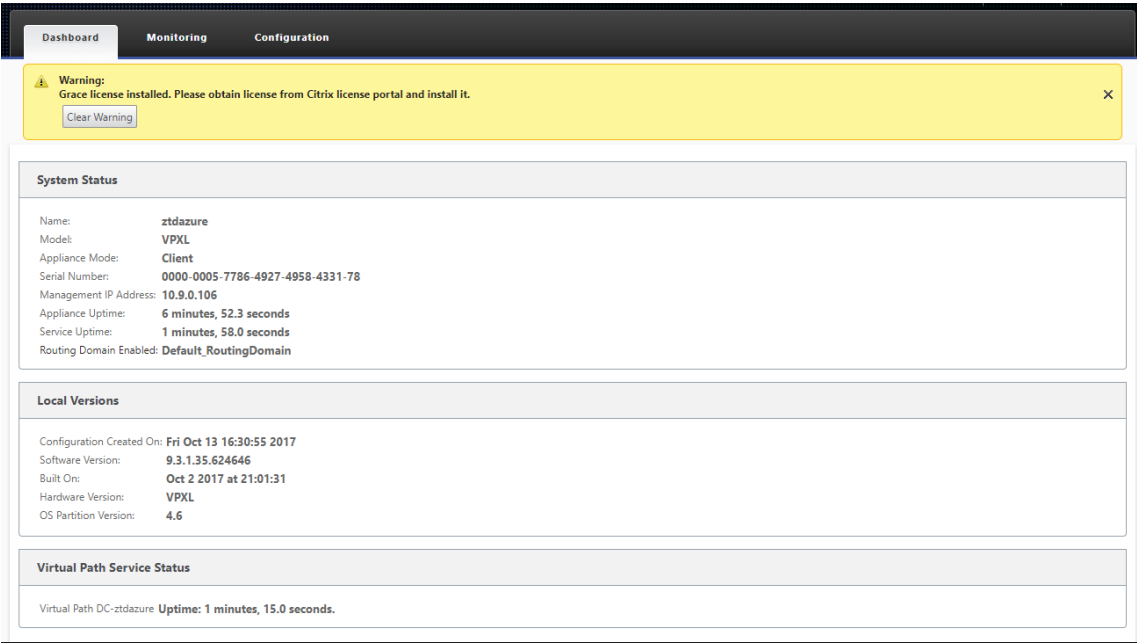 Dashboard Monitoring Configuration
Warning:
Grace license installed. Please obtain license from Citrix license portal and install it.
Clear Warning
System Status
Name: ztdazure
Model: VPXL
Appliance Mode: Client
Serial Number: 0000-0005-7786-4927-4958-4331-78
Management IP Address: 10.9.0.106
Appliance Uptime: 6 minutes, 52.3 seconds
Service Uptime: 1 minutes, 58.0 seconds
Routing Domain Enabled: Default_RoutingDomain
Local Versions
Configuration Created On: Fri Oct 13 16:30:55 2017
Software Version: 9.3.1.35.624646
Built On: Oct 2 2017 at 21:01:31
Hardware Version: VPXL
OS Partition Version: 4.6
Virtual Path Service Status
Virtual Path DC-ztdazure Uptime: 1 minutes, 15.0 seconds.